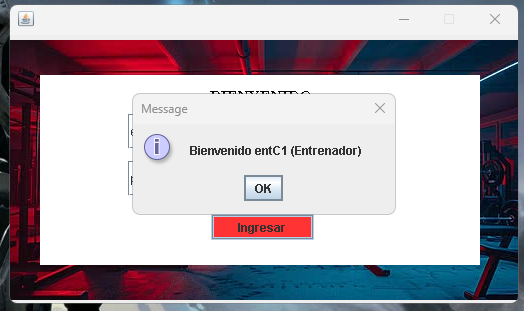 BIENVENIDO
Message
Bienvenido entC1 (Entrenador)
OK
Ingresar